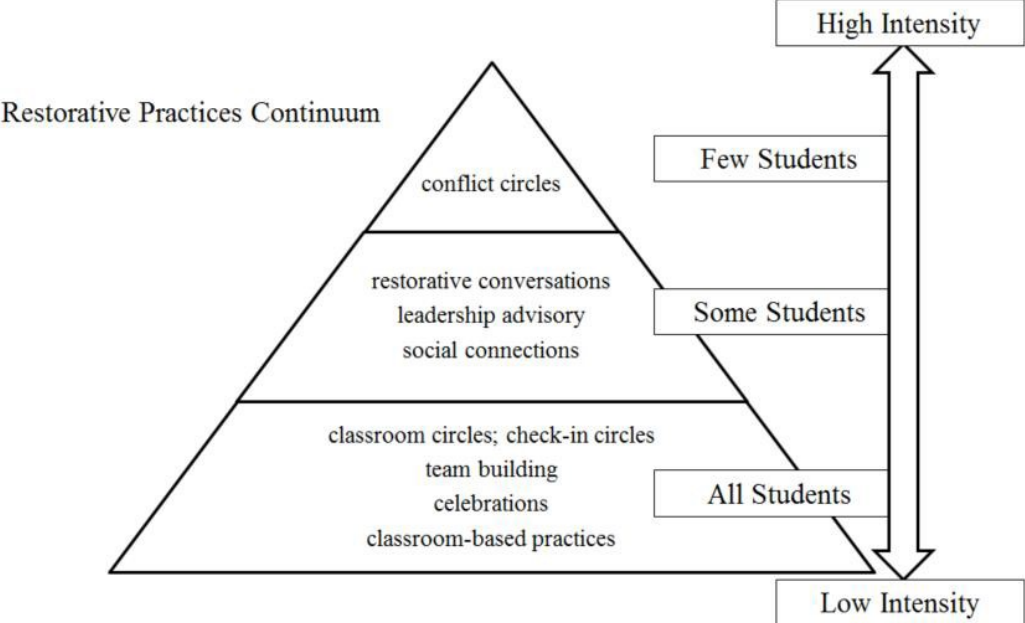 High Intensity
Restorative Practices Continuum
Few Students
conflict circles
restorative conversations
leadership advisory
social connections
Some Students
classroom circles; check-in circles
team building
celebrations
classroom-based practices
All Students
Low Intensity